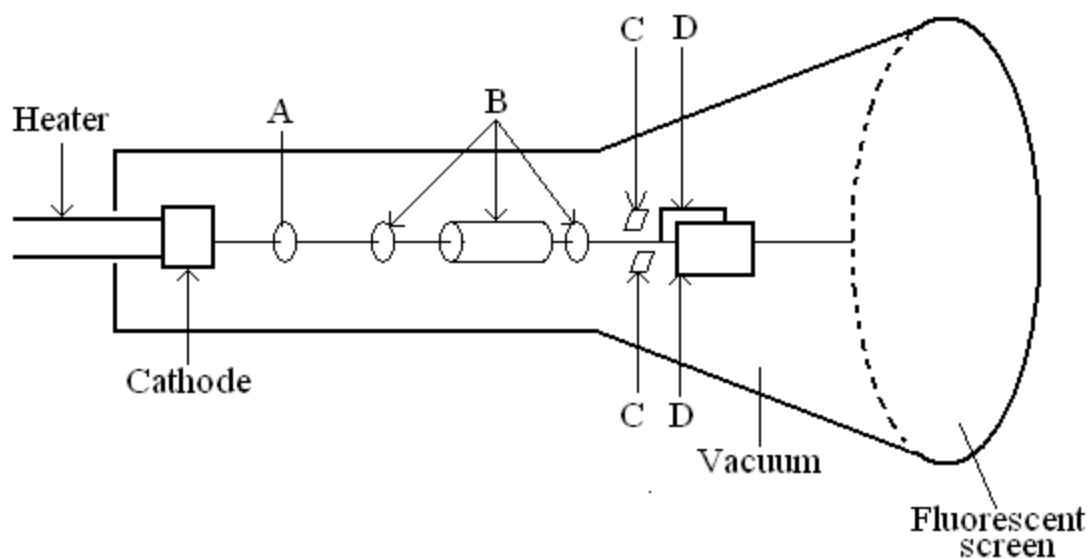 C D
B
A
Heater
Cathode
C D
Vacuum
Fluorescent
screen